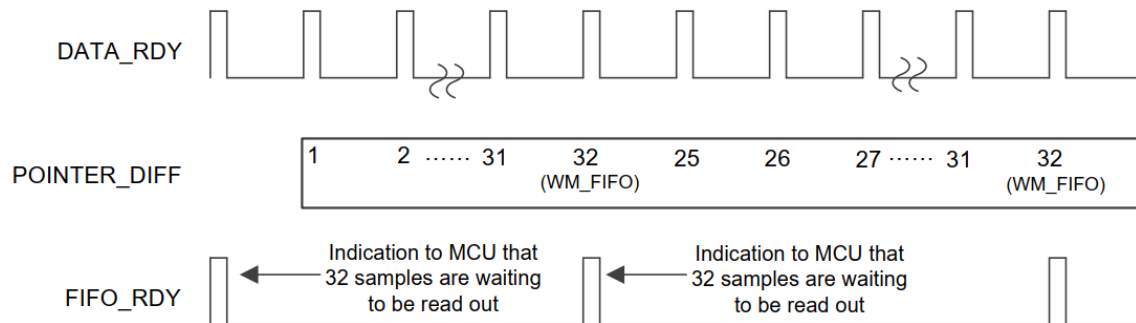 DATA_RDY
POINTER_DIFF
1 2 ...... 31 32 25 26 27 ...... 31 32
(WM_FIFO) (WM_FIFO)
FIFO_RDY
Indication to MCU that
32 samples are waiting
to be read out
Indication to MCU that
32 samples are waiting
to be read out